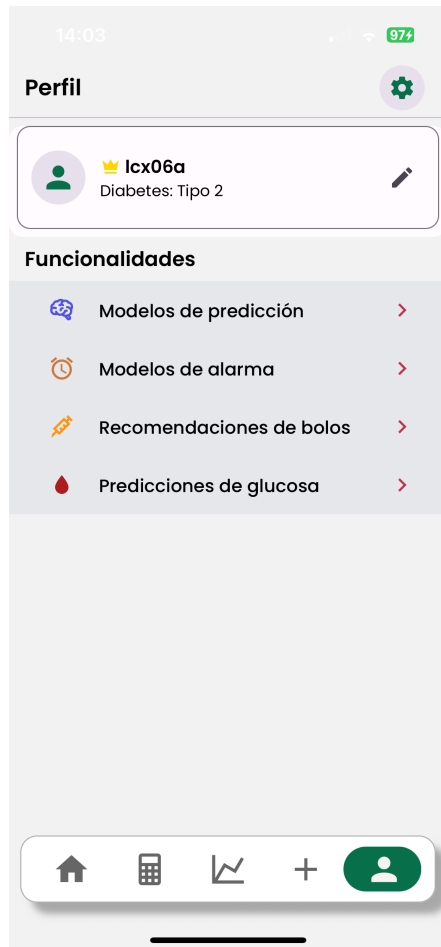 14:03
97
Perfil
lcx06a
Diabetes: Tipo 2
Funcionalidades
Modelos de predicción
Modelos de alarma
Recomendaciones de bolos
Predicciones de glucosa